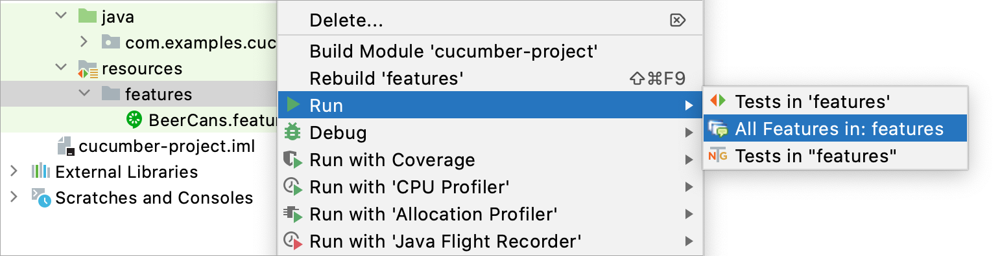 java
com.examples.cuc
resources
features
BeerCans.featur
cucumber-project.iml
External Libraries
Scratches and Consoles
Delete...
Build Module 'cucumber-project'
Rebuild 'features' ⇧⌘F9
Run
Debug
Run with Coverage
Run with 'CPU Profiler'
Run with 'Allocation Profiler'
Run with 'Java Flight Recorder'
Tests in 'features'
All Features in: features
NTG Tests in "features"